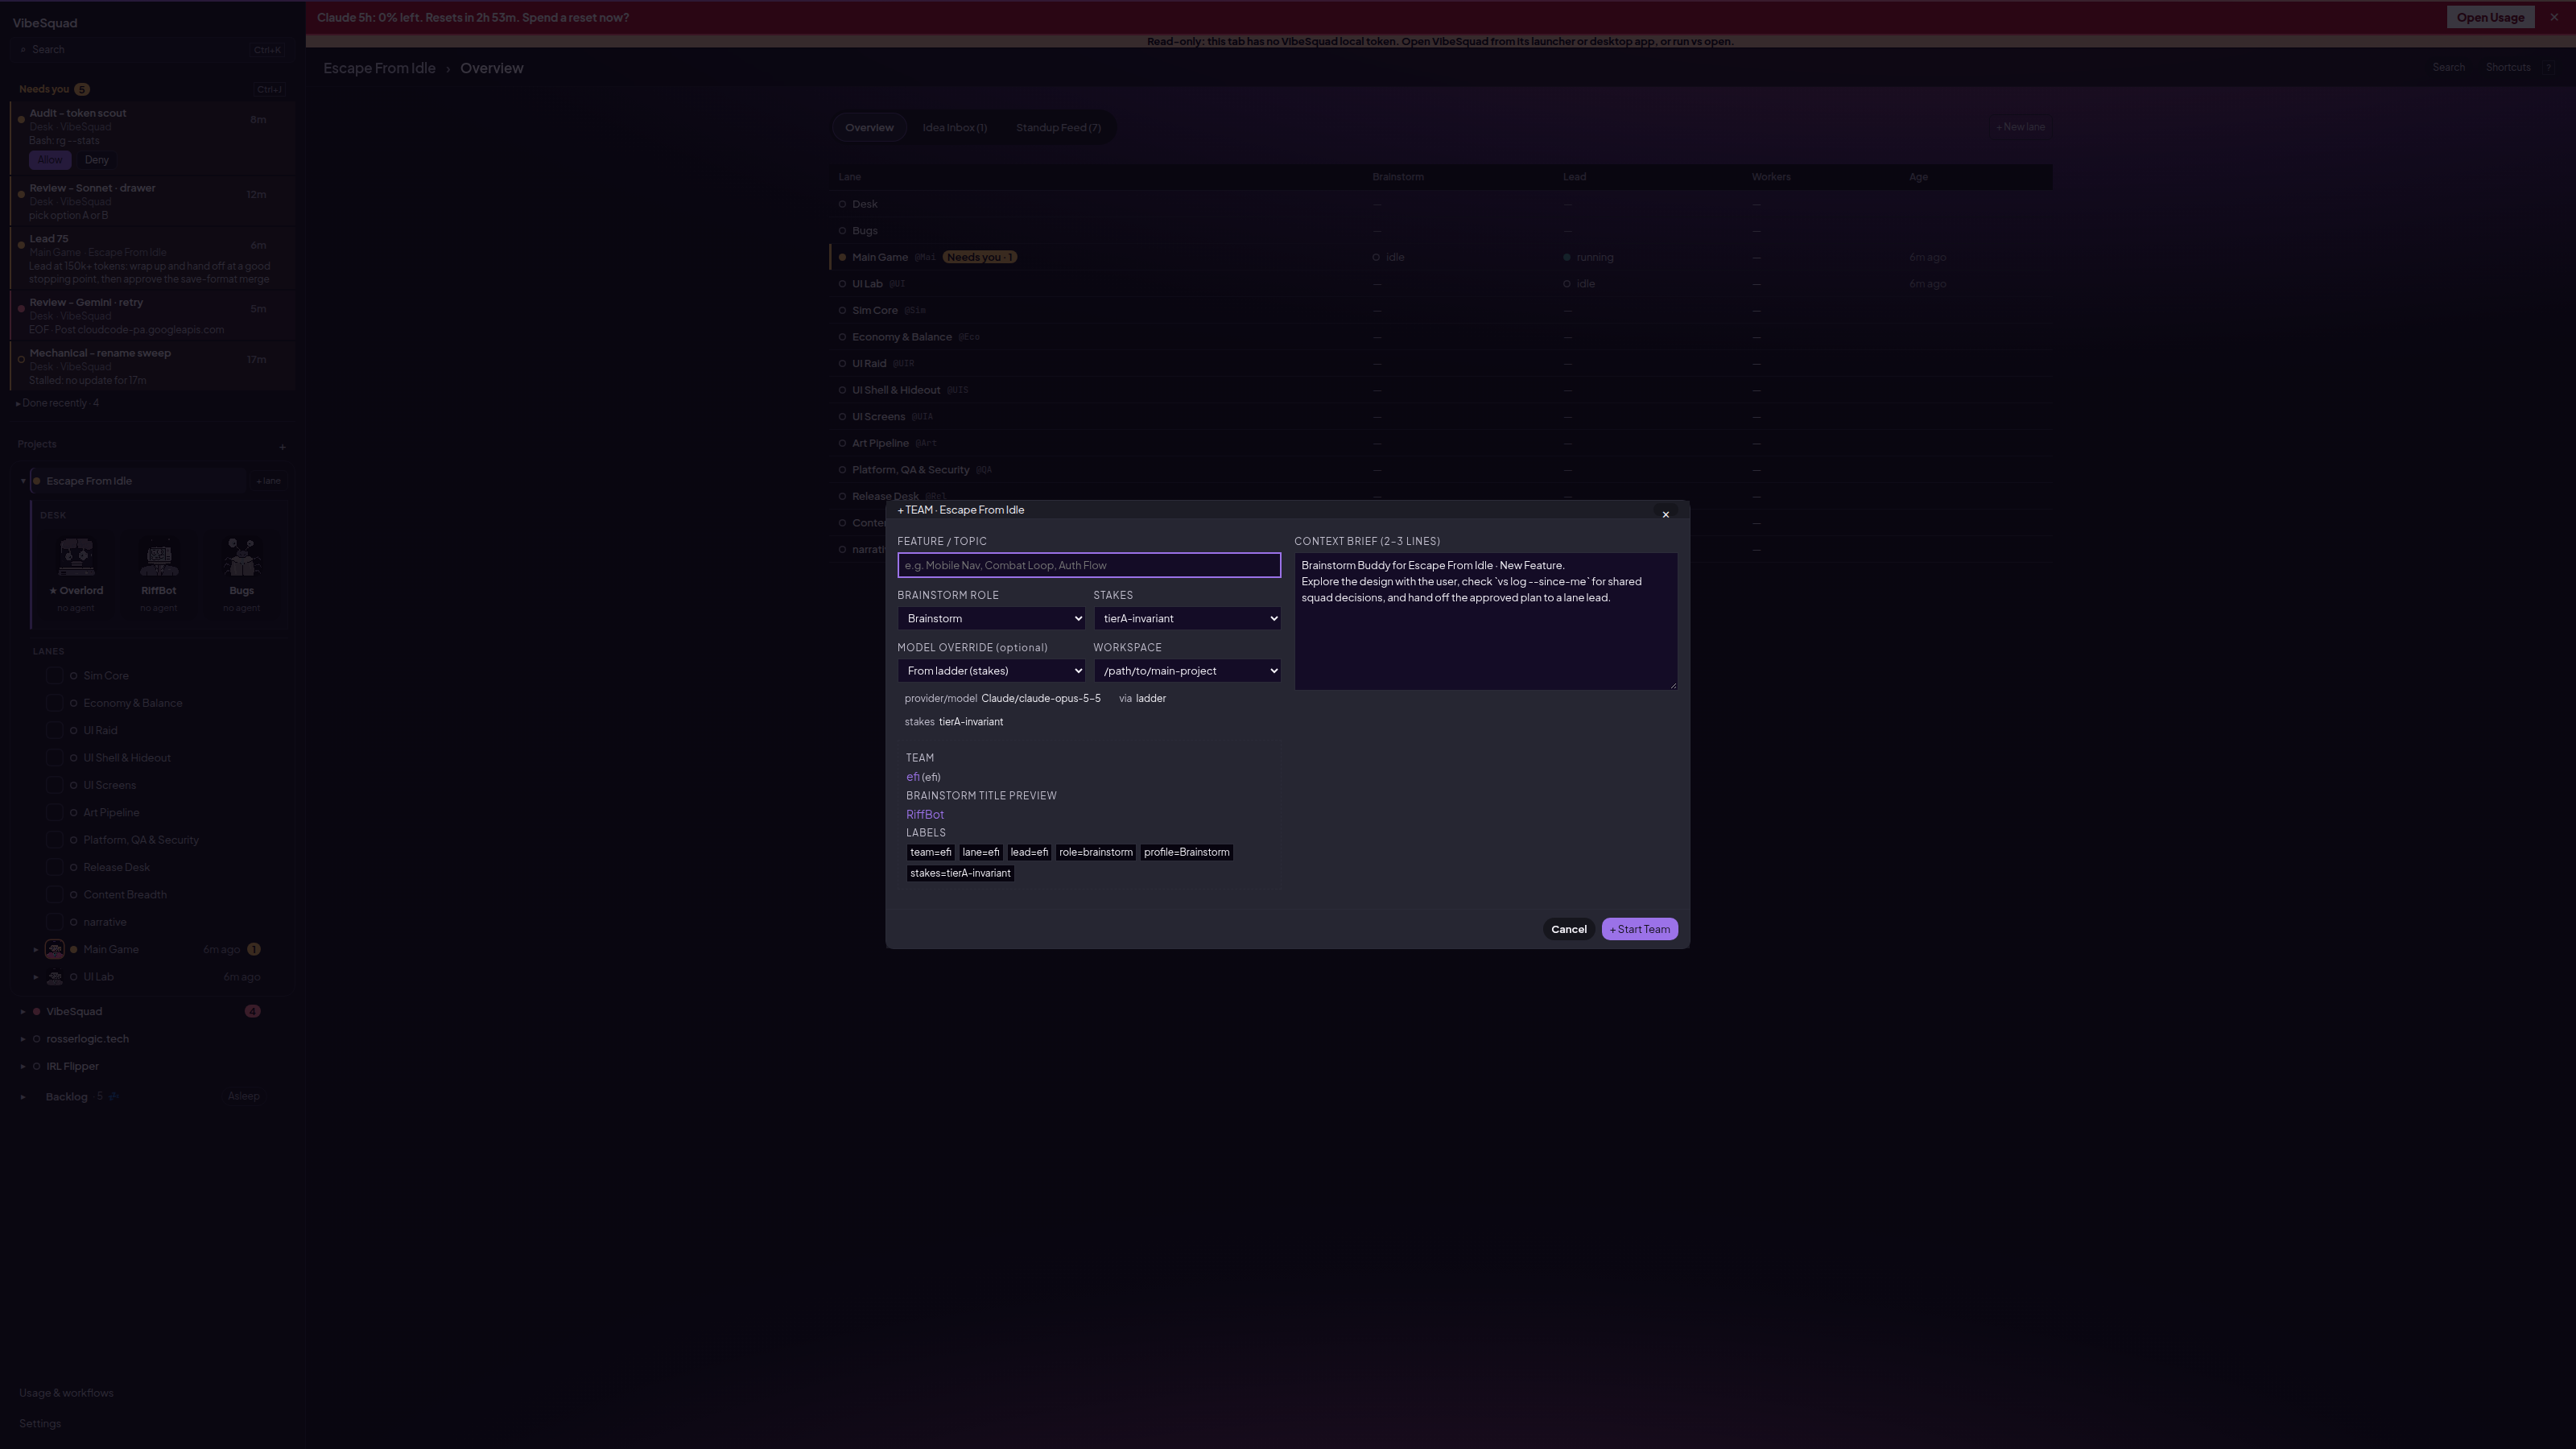 VibeSquad
Search
Ctrl+K
Needs you 5
Ctrl+J
Audit - token scout
8m
Desk · VibeSquad
Bash: rg --stats
Allow
Deny
Review - Sonnet · drawer
12m
Desk · VibeSquad
pick option A or B
Lead 75
6m
Main Game · Escape From Idle
Lead at 150k+ tokens: wrap up and hand off at a good
stopping point, then approve the save-format merge
Review - Gemini · retry
5m
Desk · VibeSquad
EOF · Post cloudcode-pa.googleapis.com
Mechanical - rename sweep
17m
Desk · VibeSquad
Stalled: no update for 17m
Done recently · 4
Projects
+
Escape From Idle
+ lane
DESK
★ Overlord
RiffBot
Bugs
no agent
no agent
no agent
LANES
Sim Core
Economy & Balance
UI Raid
UI Shell & Hideout
UI Screens
Art Pipeline
Platform, QA & Security
Release Desk
Content Breadth
narrative
Main Game
6m ago
1
UI Lab
6m ago
VibeSquad
4
rosserlogic.tech
IRL Flipper
Backlog · 5
Asleep
Usage & workflows
Settings
Claude 5h: 0% left. Resets in 2h 53m. Spend a reset now?
Open Usage
×
Read-only: this tab has no VibeSquad local token. Open VibeSquad from its launcher or desktop app, or run vs open.
Escape From Idle › Overview
Search
Shortcuts
?
Overview
Idea Inbox (1)
Standup Feed (7)
+ New lane
Lane
Brainstorm
Lead
Workers
Age
Desk
— — —
Bugs
— — —
Main Game @Mai Needs you · 1
idle
running
—
6m ago
UI Lab @UI
—
idle
—
6m ago
Sim Core @Sim
— — —
Economy & Balance @Eco
— — —
UI Raid @UIR
— — —
UI Shell & Hideout @UIS
— — —
UI Screens @UIA
— — —
Art Pipeline @Art
— — —
Platform, QA & Security @QA
— — —
Release Desk @Rel
— — —
Conte
narrati
+ TEAM · Escape From Idle
×
FEATURE / TOPIC
e.g. Mobile Nav, Combat Loop, Auth Flow
BRAINSTORM ROLE
STAKES
Brainstorm
tierA-invariant
MODEL OVERRIDE (optional)
WORKSPACE
From ladder (stakes)
/path/to/main-project
provider/model Claude/claude-opus-5-5 via ladder
stakes tierA-invariant
TEAM
efi (efi)
BRAINSTORM TITLE PREVIEW
RiffBot
LABELS
team=efi lane=efi lead=efi role=brainstorm profile=Brainstorm
stakes=tierA-invariant
CONTEXT BRIEF (2–3 LINES)
Brainstorm Buddy for Escape From Idle · New Feature.
Explore the design with the user, check `vs log --since-me` for shared
squad decisions, and hand off the approved plan to a lane lead.
Cancel
+ Start Team